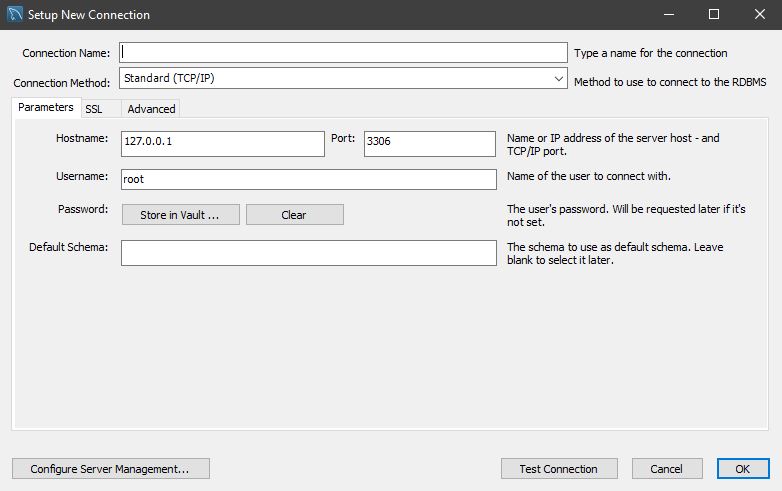 Setup New Connection
Connection Name:
Type a name for the connection
Connection Method:
Standard (TCP/IP)
Method to use to connect to the RDBMS
Parameters
SSL
Advanced
Hostname:
127.0.0.1
Port:
3306
Name or IP address of the server host - and
TCP/IP port.
Username:
root
Name of the user to connect with.
Password:
Store in Vault ...
Clear
The user's password. Will be requested later if it's
not set.
Default Schema:
The schema to use as default schema. Leave
blank to select it later.
Configure Server Management...
Test Connection
Cancel
OK